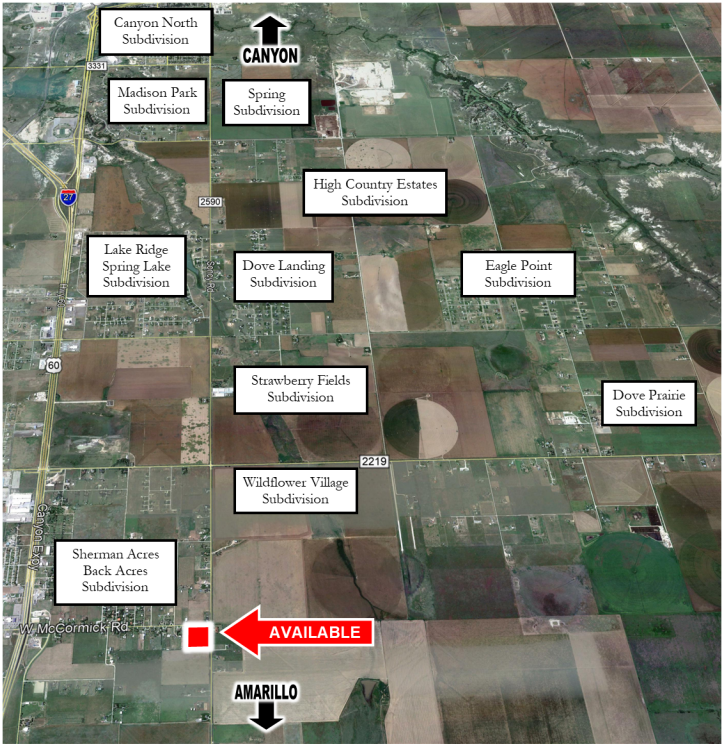 Canyon North
Subdivision
CANYON
3331
Madison Park
Subdivision
Spring
Subdivision
High Country Estates
Subdivision
27
2590
Lake Ridge
Spring Lake
Subdivision
Dove Landing
Subdivision
Eagle Point
Subdivision
60
Strawberry Fields
Subdivision
Dove Prairie
Subdivision
2219
Wildflower Village
Subdivision
Canyon Expy
Sherman Acres
Back Acres
Subdivision
W McCormick Rd
AVAILABLE
AMARILLO